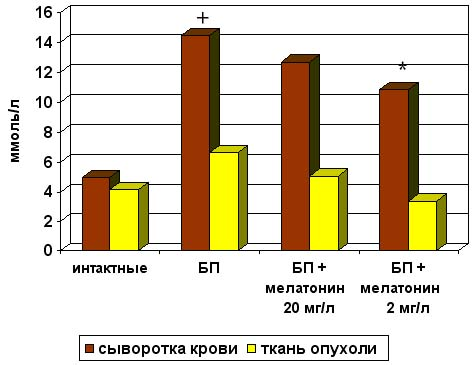 16
14
12
10
8
6
4
2
0
ммоль/л
+
*
интактные
БП
БП +
мелатонин
20 мг/л
БП +
мелатонин
2 мг/л
сыворотка крови
ткань опухоли